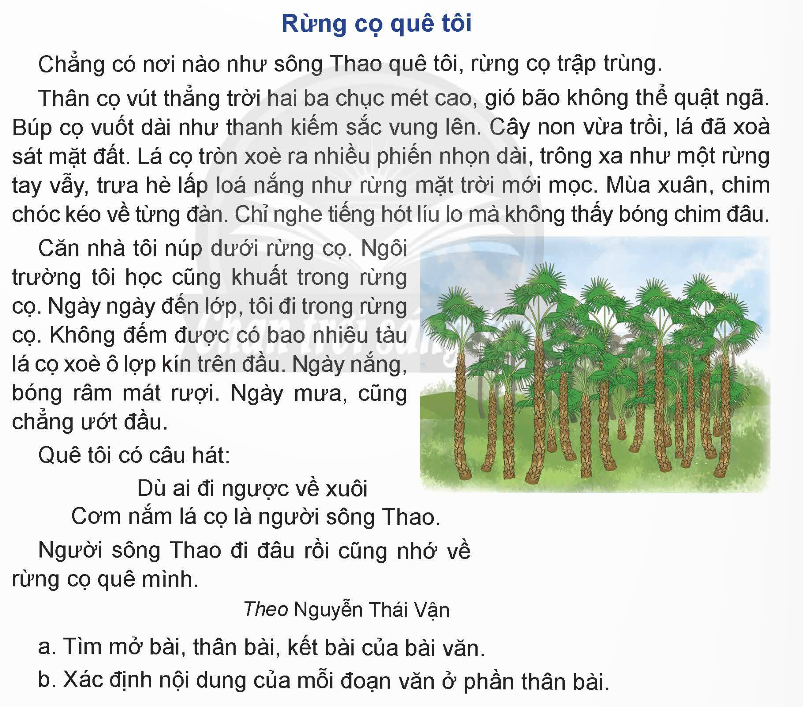 Rừng cọ quê tôi
Chẳng có nơi nào như sông Thao quê tôi, rừng cọ trập trùng.
Thân cọ vút thẳng trời hai ba chục mét cao, gió bão không thể quật ngã.
Búp cọ vuốt dài như thanh kiếm sắc vung lên. Cây non vừa trồi, lá đã xoà
sát mặt đất. Lá cọ tròn xoè ra nhiều phiến nhọn dài, trông xa như một rừng
tay vẫy, trưa hè lấp loá nắng như rừng mặt trời mới mọc. Mùa xuân, chim
chóc kéo về từng đàn. Chỉ nghe tiếng hót líu lo mà không thấy bóng chim đâu.
Căn nhà tôi núp dưới rừng cọ. Ngôi
trường tôi học cũng khuất trong rừng
cọ. Ngày ngày đến lớp, tôi đi trong rừng
cọ. Không đếm được có bao nhiêu tàu
lá cọ xoè ô lợp kín trên đầu. Ngày nắng,
bóng râm mát rượi. Ngày mưa, cũng
chẳng ướt đầu.
Quê tôi có câu hát:
Dù ai đi ngược về xuôi
Cơm nắm lá cọ là người sông Thao.
Người sông Thao đi đâu rồi cũng nhớ về
rừng cọ quê mình.
Theo Nguyễn Thái Vận
a. Tìm mở bài, thân bài, kết bài của bài văn.
b. Xác định nội dung của mỗi đoạn văn ở phần thân bài.